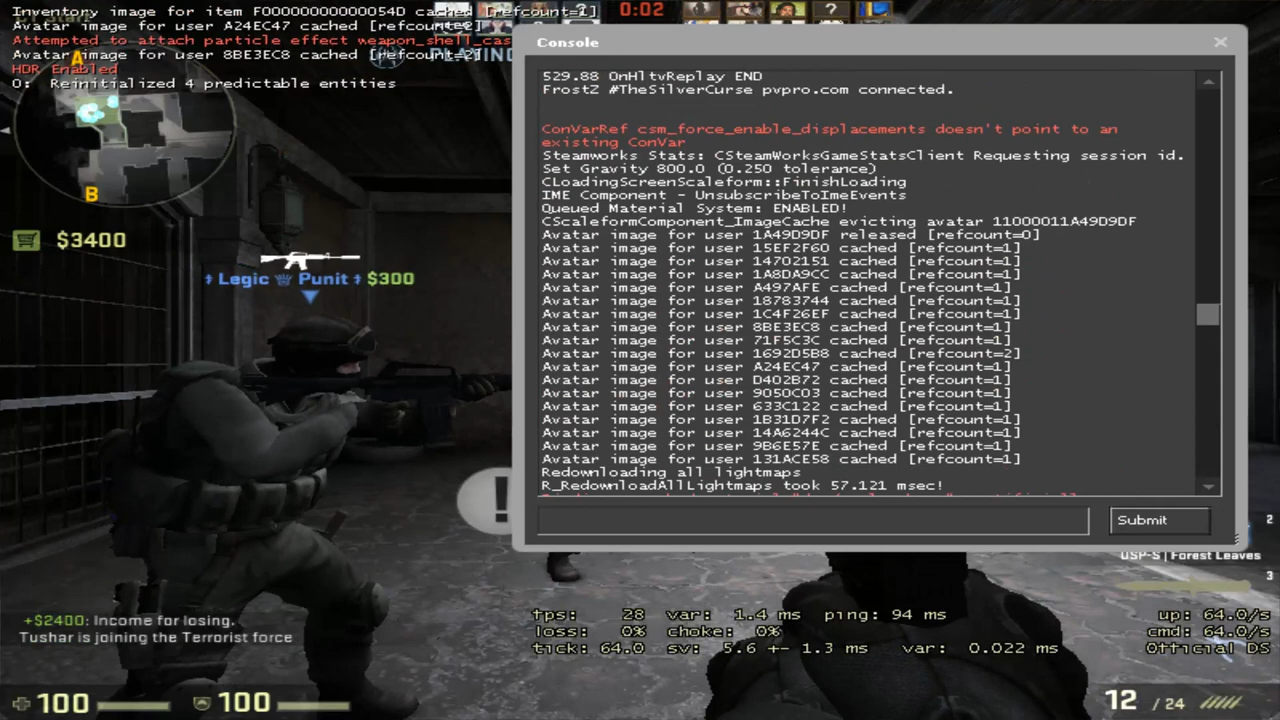 Inventory image for item F00000000000054D cached [refcount=1]
Avatar image for user A24EC47 cached [refcount=2]
Attempted to attach particle effect weapon_shell_cas
Avatar image for user 8BE3EC8 cached [refcount=2]
HDR Enabled
0: Reinitialized 4 predictable entities
0:02
?
A
B
$3400
Legic Punit $300
Console
529.88 OnHltvReplay END
FrostZ #TheSilverCurse pvpro.com connected.
ConVarRef csm_force_enable_displacements doesn't point to an
existing ConVar
Steamworks Stats: CSteamWorksGameStatsClient Requesting session id.
Set Gravity 800.0 (0.250 tolerance)
CLoadingScreenScaleform::FinishLoading
IME Component - UnsubscribeToImeEvents
Queued Material System: ENABLED!
CScaleformComponent_ImageCache evicting avatar 11000011A49D9DF
Avatar image for user 1A49D9DF released [refcount=0]
Avatar image for user 15EF2F60 cached [refcount=1]
Avatar image for user 14702151 cached [refcount=1]
Avatar image for user 1A8DA9CC cached [refcount=1]
Avatar image for user A497AFE cached [refcount=1]
Avatar image for user 18783744 cached [refcount=1]
Avatar image for user 1C4F26EF cached [refcount=1]
Avatar image for user 8BE3EC8 cached [refcount=1]
Avatar image for user 71F5C3C cached [refcount=1]
Avatar image for user 1692D5B8 cached [refcount=2]
Avatar image for user A24EC47 cached [refcount=1]
Avatar image for user D402B72 cached [refcount=1]
Avatar image for user 9050C03 cached [refcount=1]
Avatar image for user 633C122 cached [refcount=1]
Avatar image for user 1B31D7F2 cached [refcount=1]
Avatar image for user 14A6244C cached [refcount=1]
Avatar image for user 9B6E57E cached [refcount=1]
Avatar image for user 131ACE58 cached [refcount=1]
Redownloading all lightmaps
R_RedownloadAllLightmaps took 57.121 msec!
Submit
2
USP-S | Forest Leaves
3
fps: 28 var: 1.4 ms ping: 94 ms
loss: 0% choke: 0%
tick: 64.0 sv: 5.6 +- 1.3 ms var: 0.022 ms
up: 64.0/s
cmd: 64.0/s
Official DS
+$2400: Income for losing.
Tushar is joining the Terrorist force
100
100
12 / 24